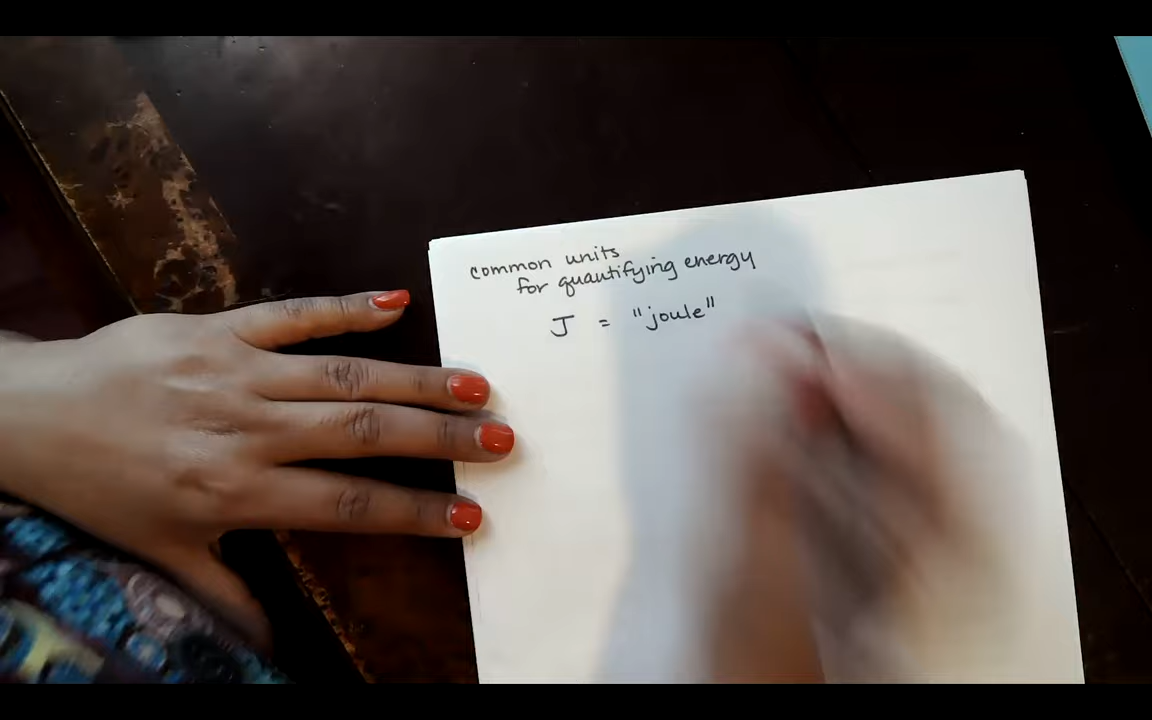 common units
for quantifying energy
J = "joule"